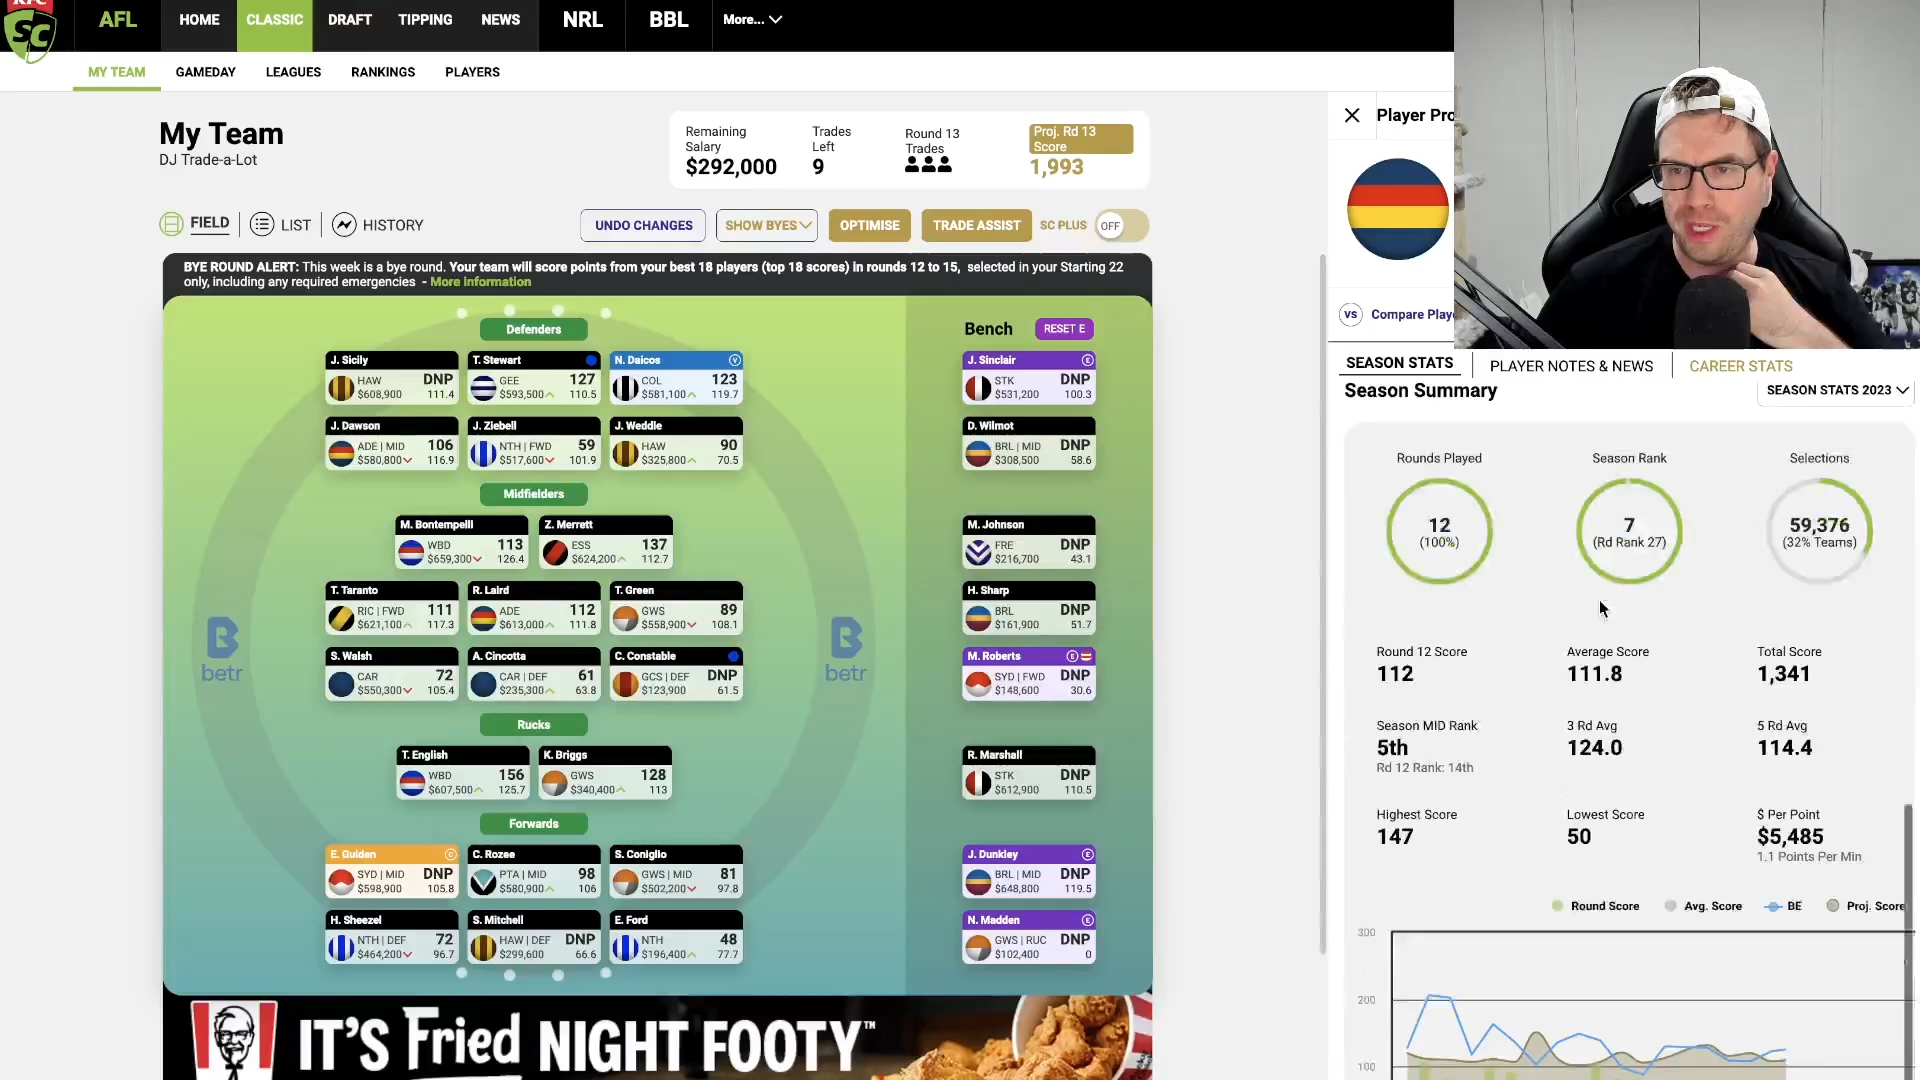 KFC
SC
AFL
HOME
CLASSIC
DRAFT
TIPPING
NEWS
NRL
BBL
More...
MY TEAM
GAMEDAY
LEAGUES
RANKINGS
PLAYERS
My Team
DJ Trade-a-Lot
Remaining Salary
$292,000
Trades Left
9
Round 13 Trades
Proj. Rd 13 Score
1,993
FIELD
LIST
HISTORY
UNDO CHANGES
SHOW BYES
OPTIMISE
TRADE ASSIST
SC PLUS
OFF
BYE ROUND ALERT: This week is a bye round. Your team will score points from your best 18 players (top 18 scores) in rounds 12 to 15, selected in your Starting 22
only, including any required emergencies - More information
Defenders
Bench
RESET E
J. Sicily
HAW DNP
$608,900 111.4
T. Stewart
GEE 127
$593,500 110.5
N. Daicos V
COL 123
$581,100 119.7
J. Sinclair E
STK DNP
$531,200 100.3
J. Dawson
ADE | MID 106
$580,800 116.9
J. Ziebell
NTH | FWD 59
$517,600 101.9
J. Weddle
HAW 90
$325,800 70.5
D. Wilmot
BRL | MID DNP
$308,500 58.6
Midfielders
M. Bontempelli
WBD 113
$659,300 126.4
Z. Merrett
ESS 137
$624,200 112.7
M. Johnson
FRE DNP
$216,700 43.1
T. Taranto
RIC | FWD 111
$621,100 117.3
R. Laird
ADE 112
$613,000 111.8
T. Green
GWS 89
$558,900 108.1
H. Sharp
BRL DNP
$161,900 51.7
betr
betr
S. Walsh
CAR 72
$550,300 105.4
A. Cincotta
CAR | DEF 61
$235,300 63.8
C. Constable
GCS | DEF DNP
$123,900 61.5
M. Roberts E
SYD | FWD DNP
$148,600 30.6
Rucks
T. English
WBD 156
$607,500 125.7
K. Briggs
GWS 128
$340,400 113
R. Marshall
STK DNP
$612,900 110.5
Forwards
E. Gulden C
SYD | MID DNP
$598,900 105.8
C. Rozee
PTA | MID 98
$580,900 106
S. Coniglio
GWS | MID 81
$502,200 97.8
J. Dunkley E
BRL | MID DNP
$648,800 119.5
H. Sheezel
NTH | DEF 72
$464,200 96.7
S. Mitchell
HAW | DEF DNP
$299,600 66.6
E. Ford
NTH 48
$196,400 77.7
N. Madden E
GWS | RUC DNP
$102,400 0
IT'S Fried NIGHT FOOTY™
Player Pro
VS Compare Playe
SEASON STATS
PLAYER NOTES & NEWS
CAREER STATS
Season Summary
SEASON STATS 2023
Rounds Played
12
(100%)
Season Rank
7
(Rd Rank 27)
Selections
59,376
(32% Teams)
Round 12 Score
112
Average Score
111.8
Total Score
1,341
Season MID Rank
5th
Rd 12 Rank: 14th
3 Rd Avg
124.0
5 Rd Avg
114.4
Highest Score
147
Lowest Score
50
$ Per Point
$5,485
1.1 Points Per Min
Round Score
Avg. Score
BE
Proj. Score
300
200
100